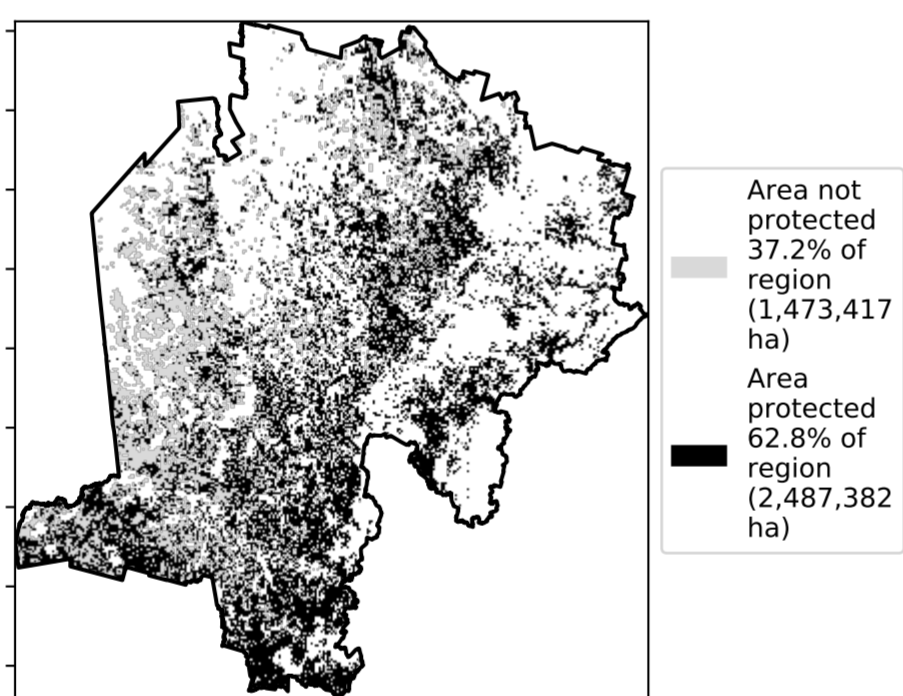 Area not
protected
37.2% of
region
(1,473,417
ha)
Area
protected
62.8% of
region
(2,487,382
ha)